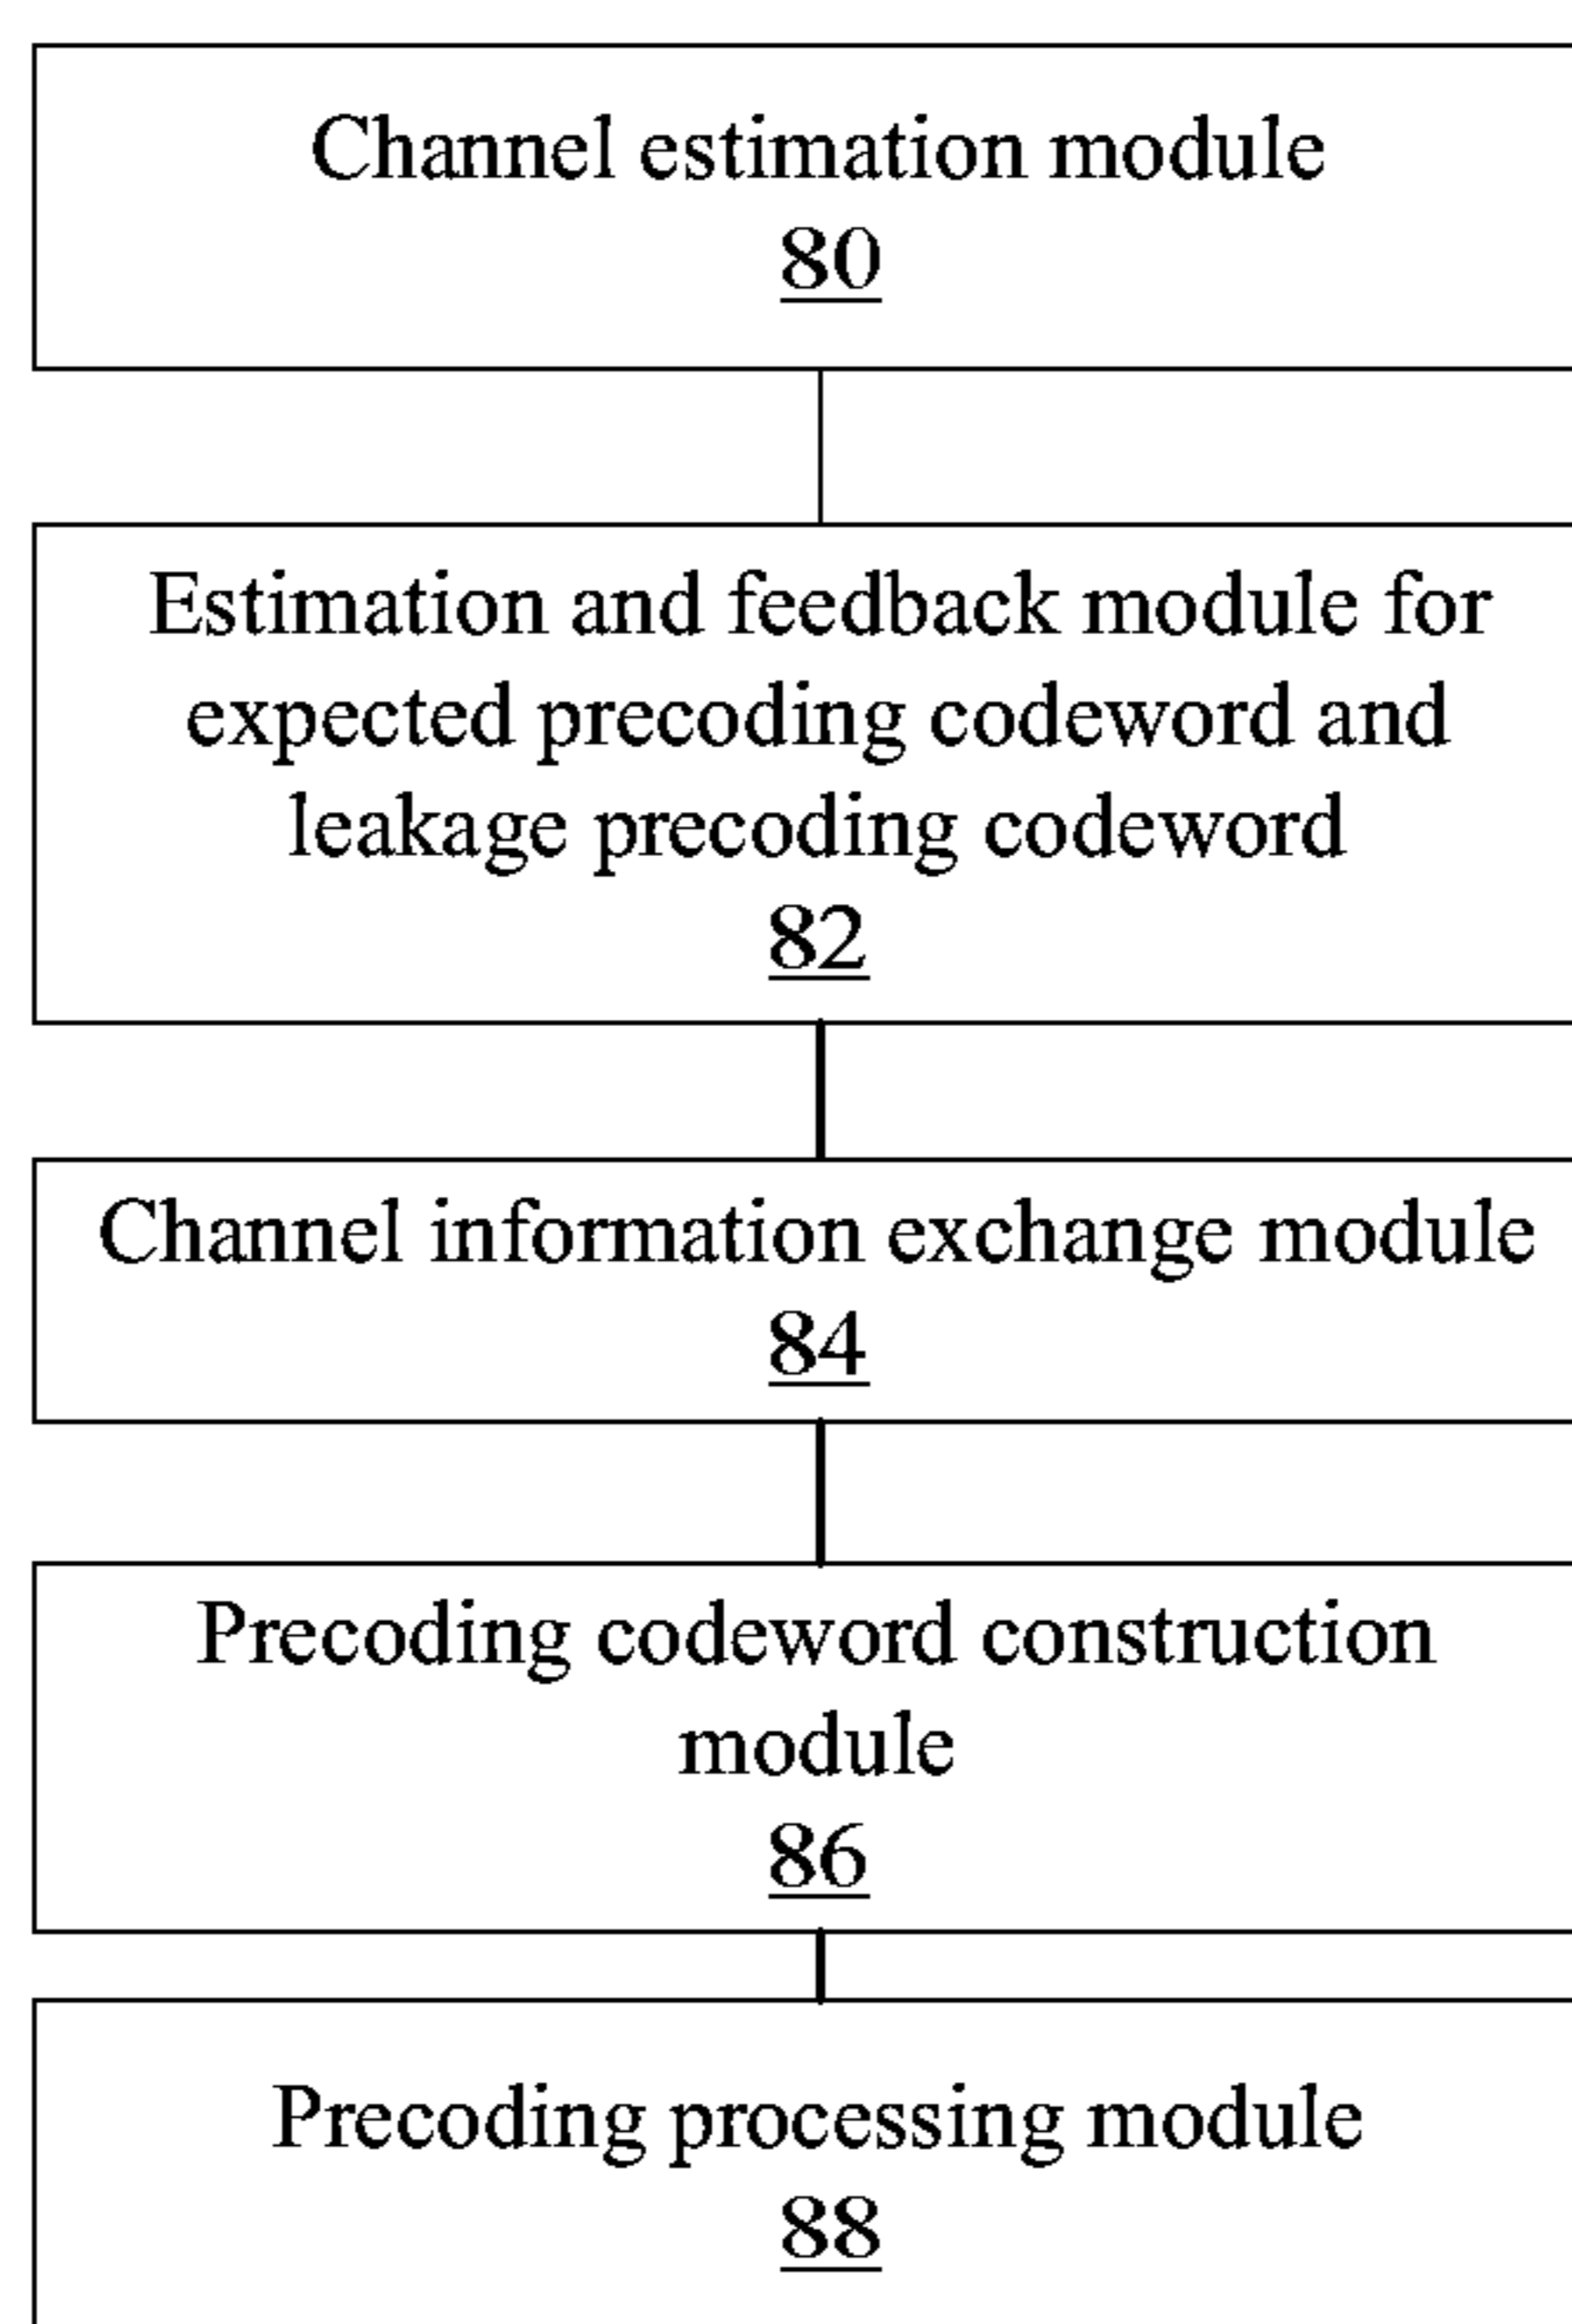 Channel estimation module
80
Estimation and feedback module for
expected precoding codeword and
leakage precoding codeword
82
Channel information exchange module
84
Precoding codeword construction
module
86
Precoding processing module
88